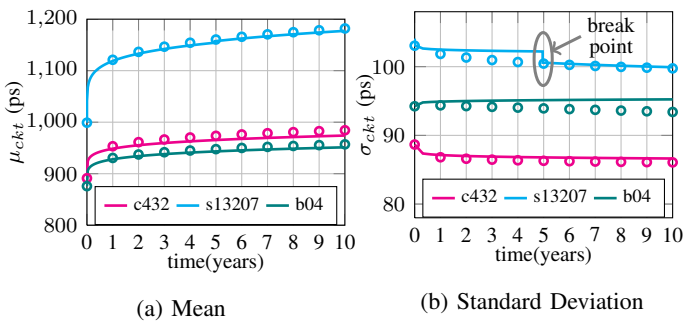 1,200
1,100
1,000
900
800
μckt (ps)
c432 s13207 b04
0 1 2 3 4 5 6 7 8 9 10
time(years)
(a) Mean
break
point
100
90
80
σckt (ps)
c432 s13207 b04
0 1 2 3 4 5 6 7 8 9 10
time(years)
(b) Standard Deviation